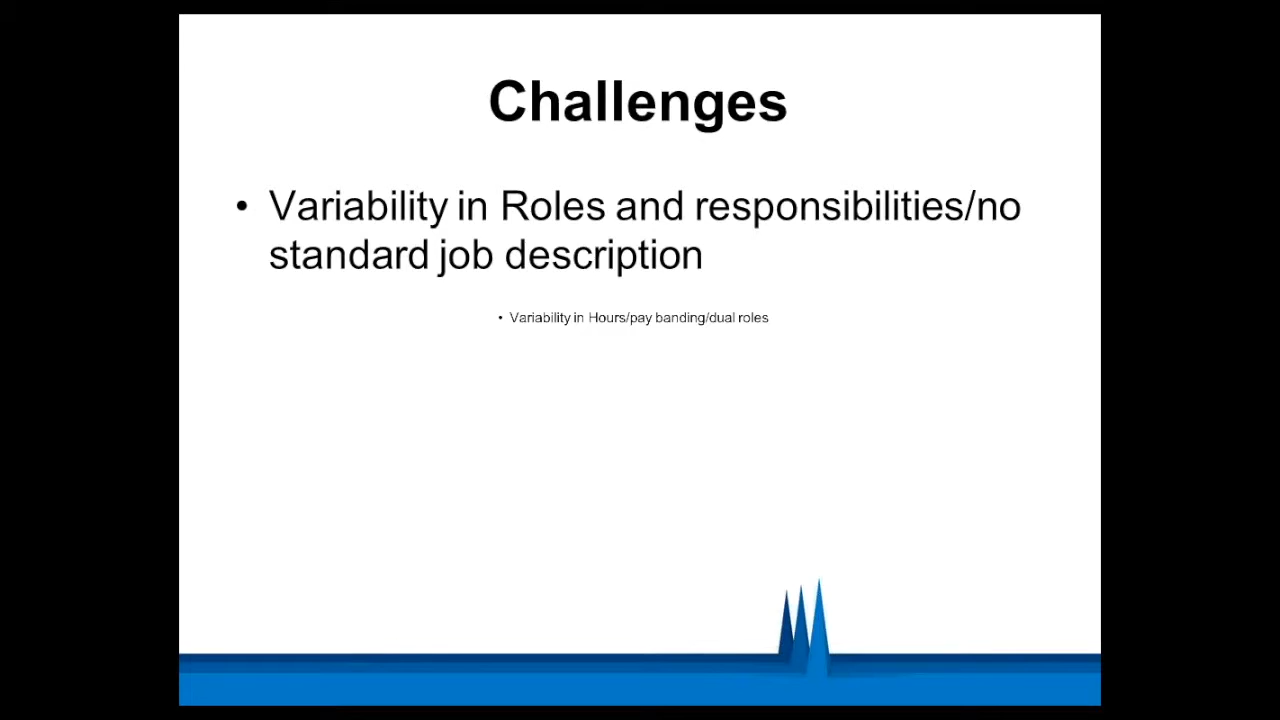 Challenges
• Variability in Roles and responsibilities/no
standard job description
• Variability in Hours/pay banding/dual roles